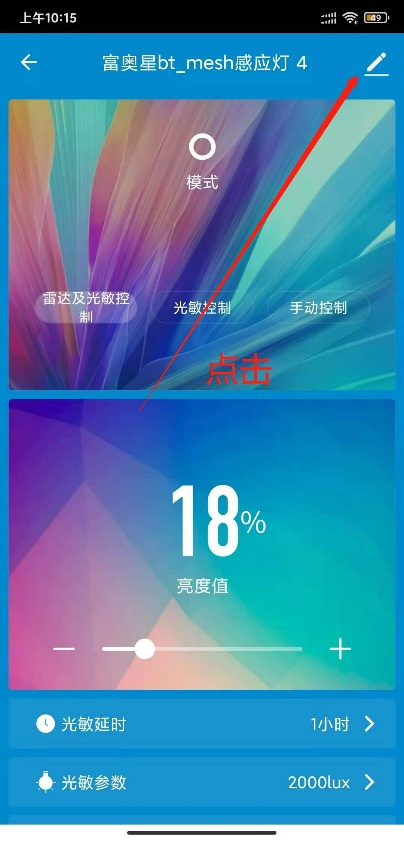 上午10:15
49
富奥星bt_mesh感应灯 4
模式
雷达及光敏控
制
光敏控制
手动控制
点击
18%
亮度值
光敏延时
1小时
光敏参数
2000lux